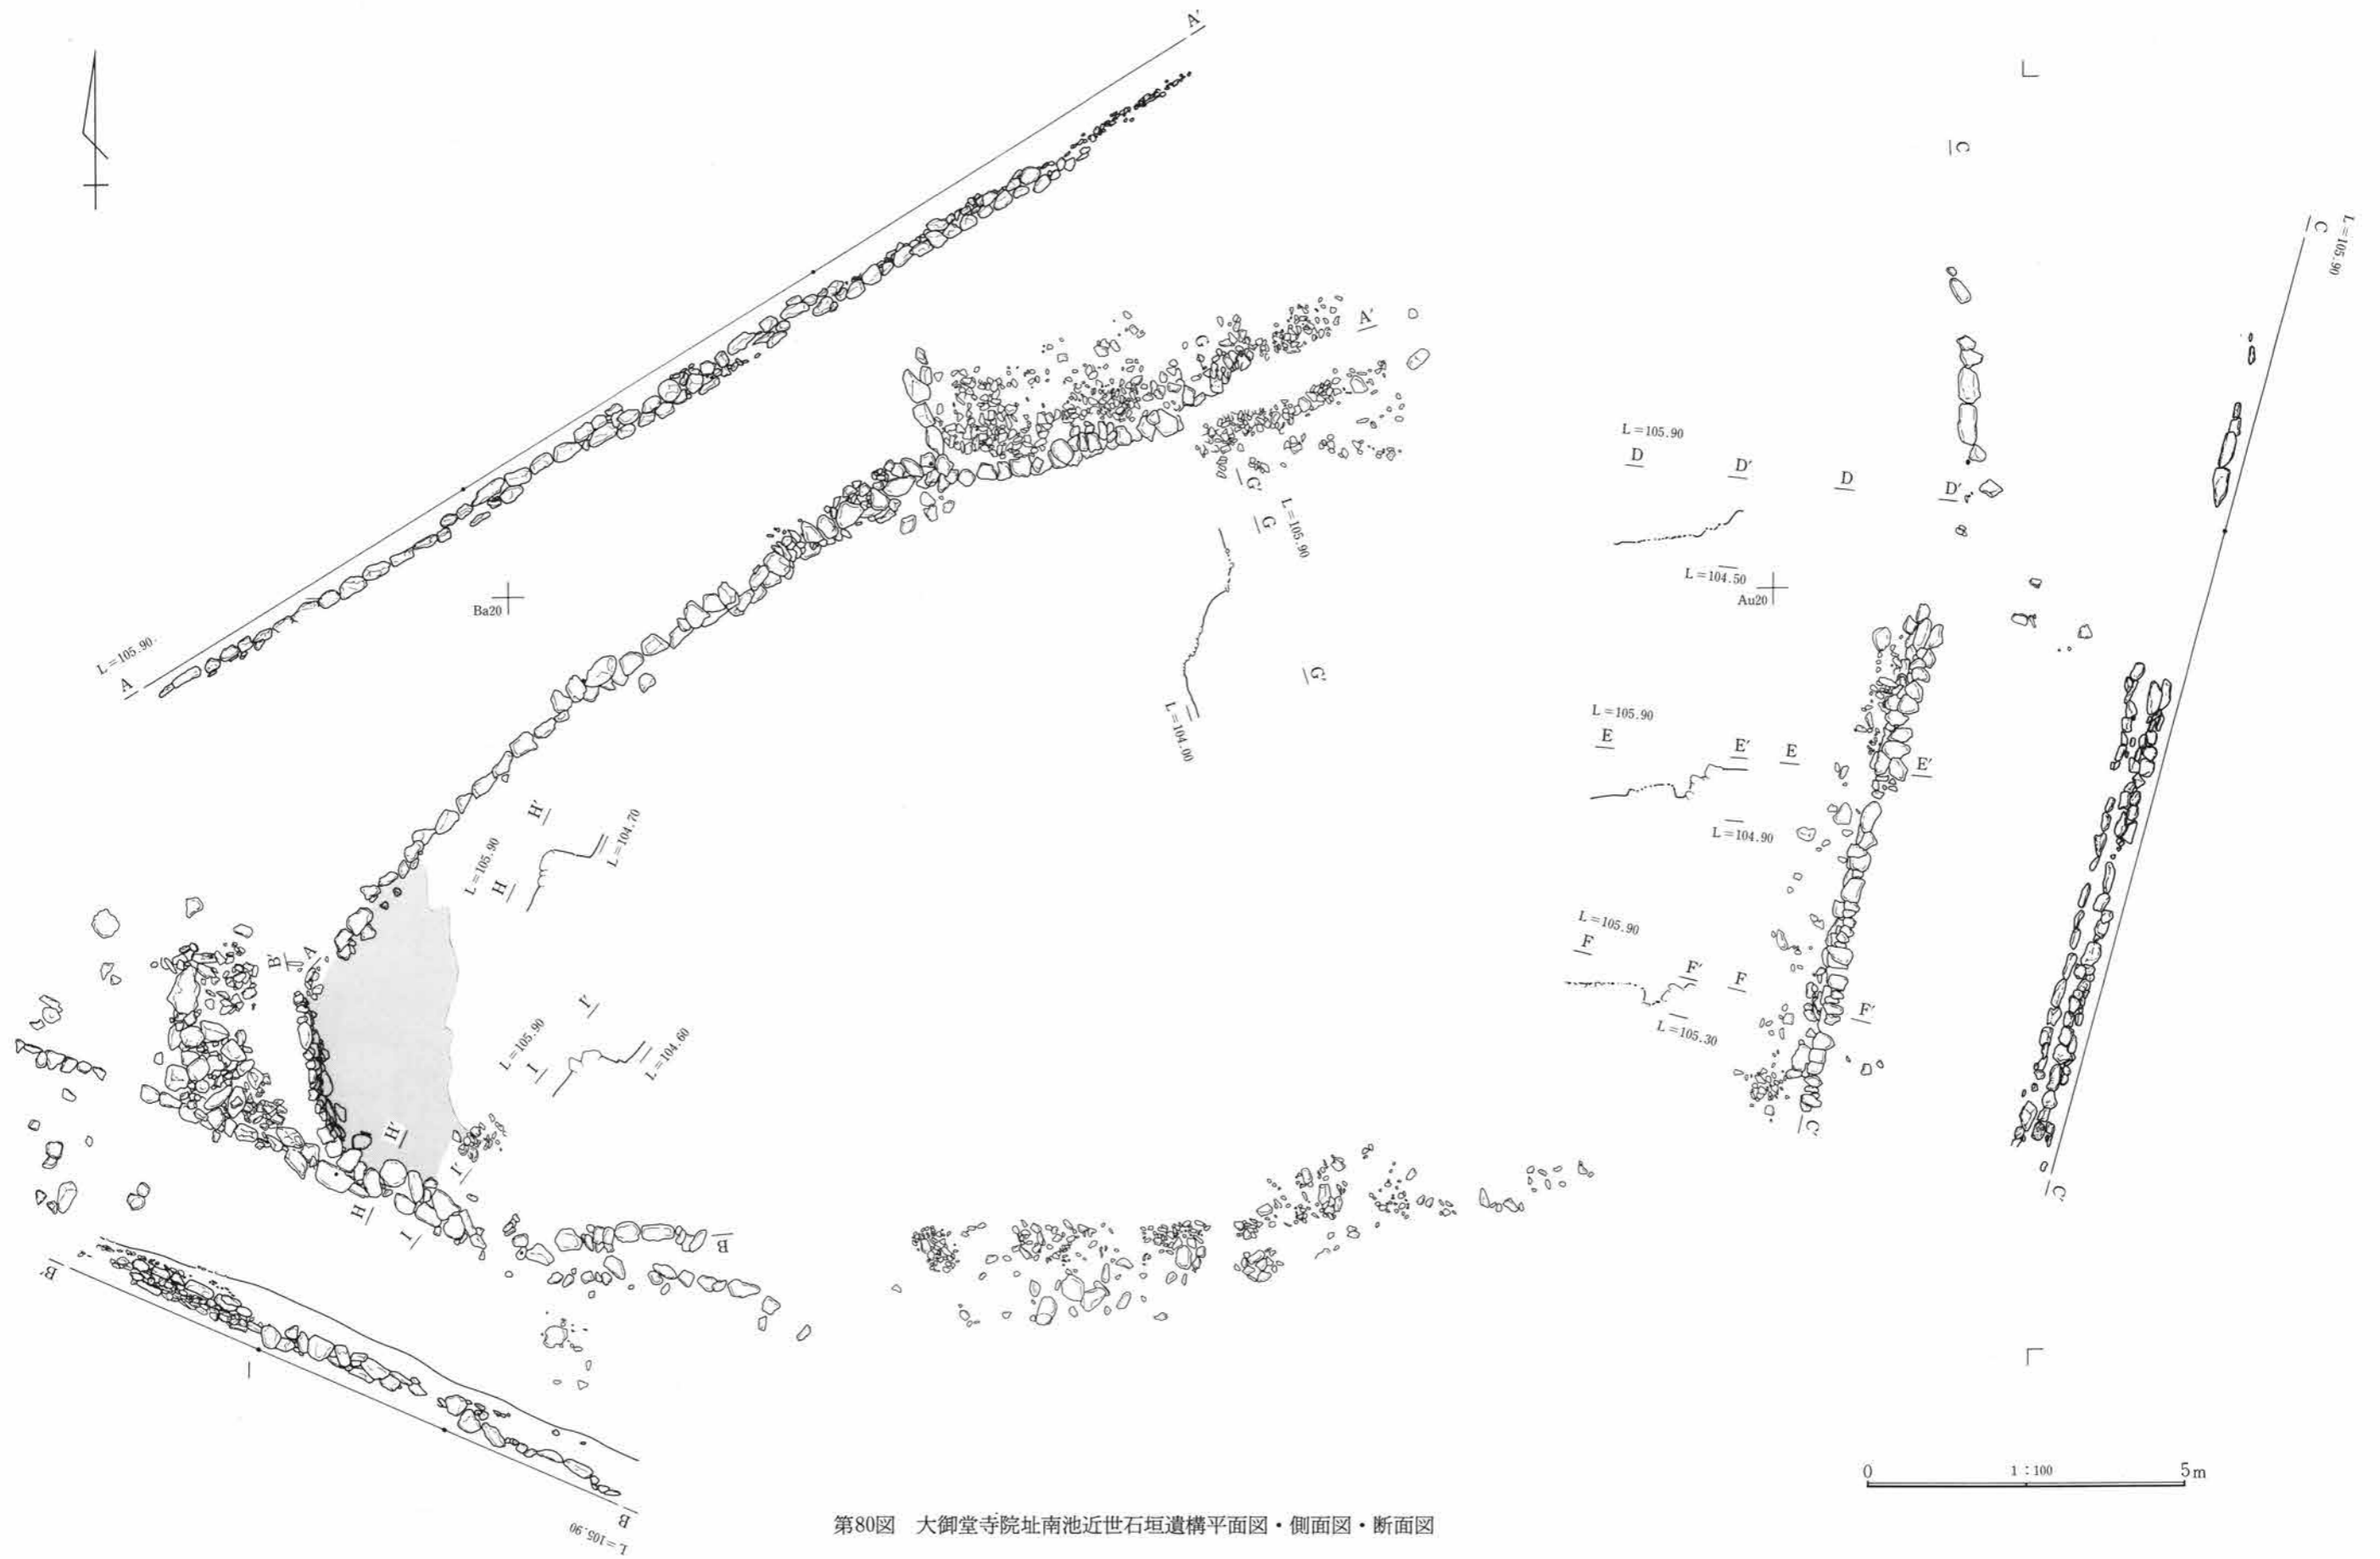 A'
C
L=105.90
C
A'
G
L=105.90
D
D'
D
D'
G'
G
L=105.90
L=104.50
Au20
Ba20
L=105.90
A
G'
L=104.00
L=105.90
E
E'
E
E'
L=104.90
H'
L=104.70
L=105.90
H
L=105.90
F
F'
F
F'
L=105.30
B'
A
I'
L=105.90
I
L=104.60
C'
C'
H'
I'
H
I
B
B'
B
L=105.90
0
1:100
5m
第80図 大御堂寺院址南池近世石垣遺構平面図・側面図・断面図